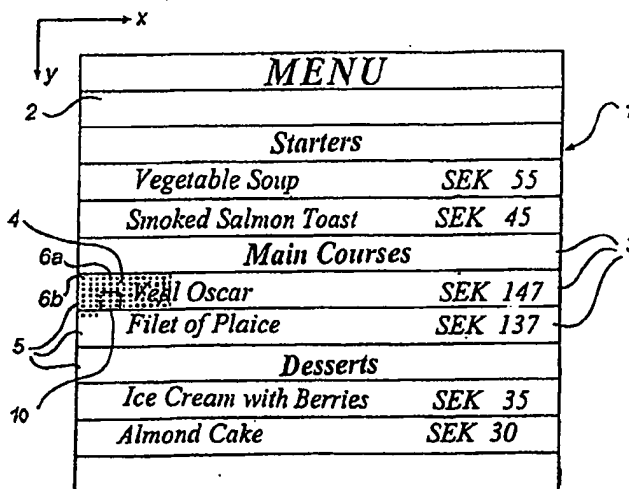 x
y
MENU
2
1
Starters
Vegetable Soup SEK 55
4
Smoked Salmon Toast SEK 45
6a
Main Courses
3
6b
Veal Oscar SEK 147
5
Filet of Plaice SEK 137
Desserts
10
Ice Cream with Berries SEK 35
Almond Cake SEK 30